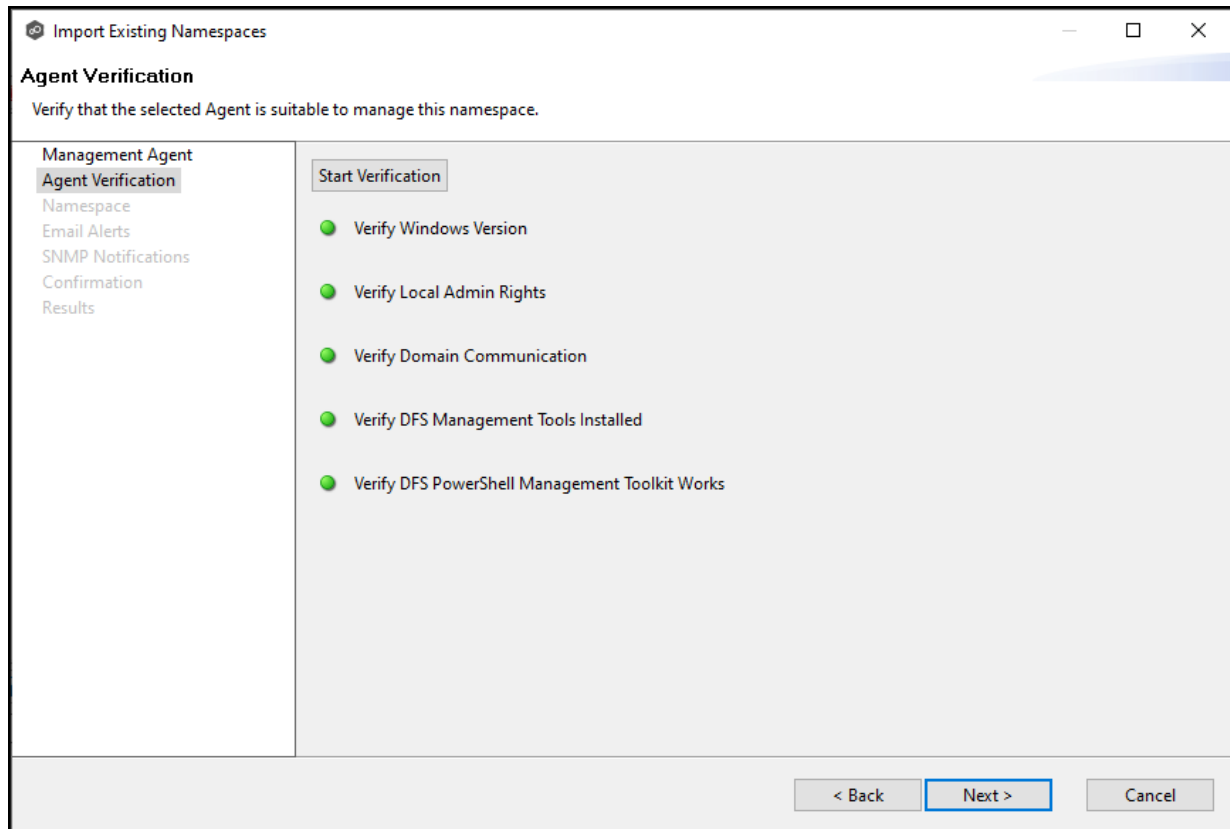 Import Existing Namespaces
Agent Verification
Verify that the selected Agent is suitable to manage this namespace.
Management Agent
Agent Verification
Namespace
Email Alerts
SNMP Notifications
Confirmation
Results
Start Verification
Verify Windows Version
Verify Local Admin Rights
Verify Domain Communication
Verify DFS Management Tools Installed
Verify DFS PowerShell Management Toolkit Works
< Back
Next >
Cancel